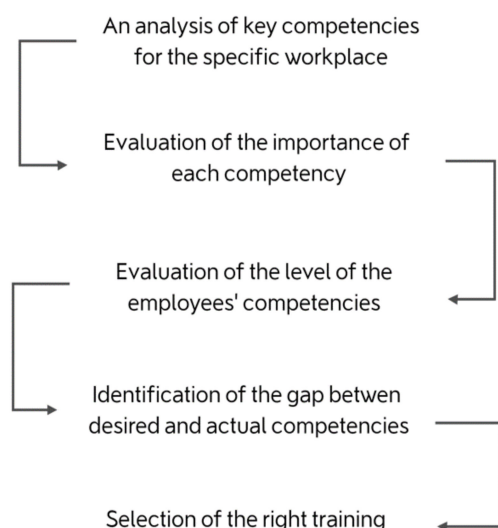 An analysis of key competencies
for the specific workplace
Evaluation of the importance of
each competency
Evaluation of the level of the
employees' competencies
Identification of the gap betwen
desired and actual competencies
Selection of the right training